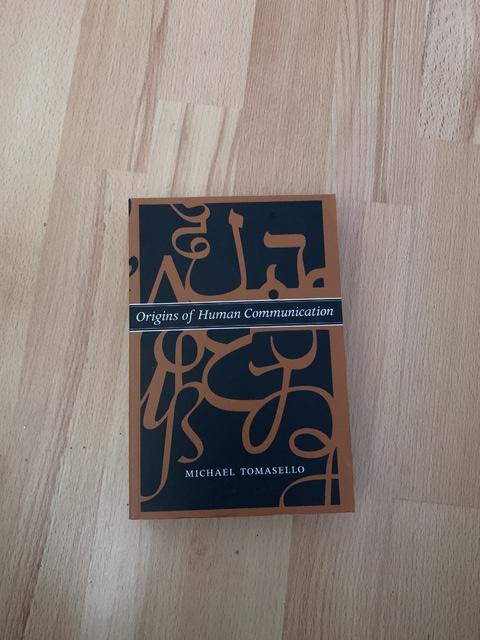 Origins of Human Communication
MICHAEL TOMASELLO